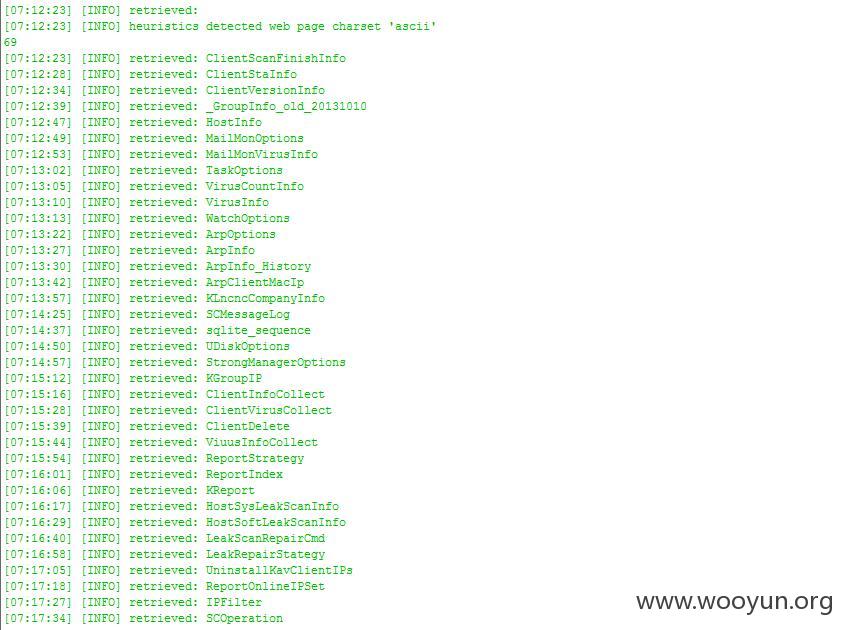 [07:12:23] [INFO] retrieved:
[07:12:23] [INFO] heuristics detected web page charset 'ascii'
69
[07:12:23] [INFO] retrieved: ClientScanFinishInfo
[07:12:28] [INFO] retrieved: ClientStaInfo
[07:12:34] [INFO] retrieved: ClientVersionInfo
[07:12:39] [INFO] retrieved: _GroupInfo_old_20131010
[07:12:47] [INFO] retrieved: HostInfo
[07:12:49] [INFO] retrieved: MailMonOptions
[07:12:53] [INFO] retrieved: MailMonVirusInfo
[07:13:02] [INFO] retrieved: TaskOptions
[07:13:05] [INFO] retrieved: VirusCountInfo
[07:13:10] [INFO] retrieved: VirusInfo
[07:13:13] [INFO] retrieved: WatchOptions
[07:13:22] [INFO] retrieved: ArpOptions
[07:13:27] [INFO] retrieved: ArpInfo
[07:13:30] [INFO] retrieved: ArpInfo_History
[07:13:42] [INFO] retrieved: ArpClientMacIp
[07:13:57] [INFO] retrieved: KLncncCompanyInfo
[07:14:25] [INFO] retrieved: SCMessageLog
[07:14:37] [INFO] retrieved: sqlite_sequence
[07:14:50] [INFO] retrieved: UDiskOptions
[07:14:57] [INFO] retrieved: StrongManagerOptions
[07:15:12] [INFO] retrieved: KGroupIP
[07:15:16] [INFO] retrieved: ClientInfoCollect
[07:15:28] [INFO] retrieved: ClientVirusCollect
[07:15:39] [INFO] retrieved: ClientDelete
[07:15:44] [INFO] retrieved: ViuusInfoCollect
[07:15:54] [INFO] retrieved: ReportStrategy
[07:16:01] [INFO] retrieved: ReportIndex
[07:16:06] [INFO] retrieved: KReport
[07:16:17] [INFO] retrieved: HostSysLeakScanInfo
[07:16:29] [INFO] retrieved: HostSoftLeakScanInfo
[07:16:40] [INFO] retrieved: LeakScanRepairCmd
[07:16:58] [INFO] retrieved: LeakRepairStategy
[07:17:05] [INFO] retrieved: UninstallKavClientIPs
[07:17:18] [INFO] retrieved: ReportOnlineIPSet
[07:17:27] [INFO] retrieved: IPFilter
[07:17:34] [INFO] retrieved: SCOperation
www.wooyun.org